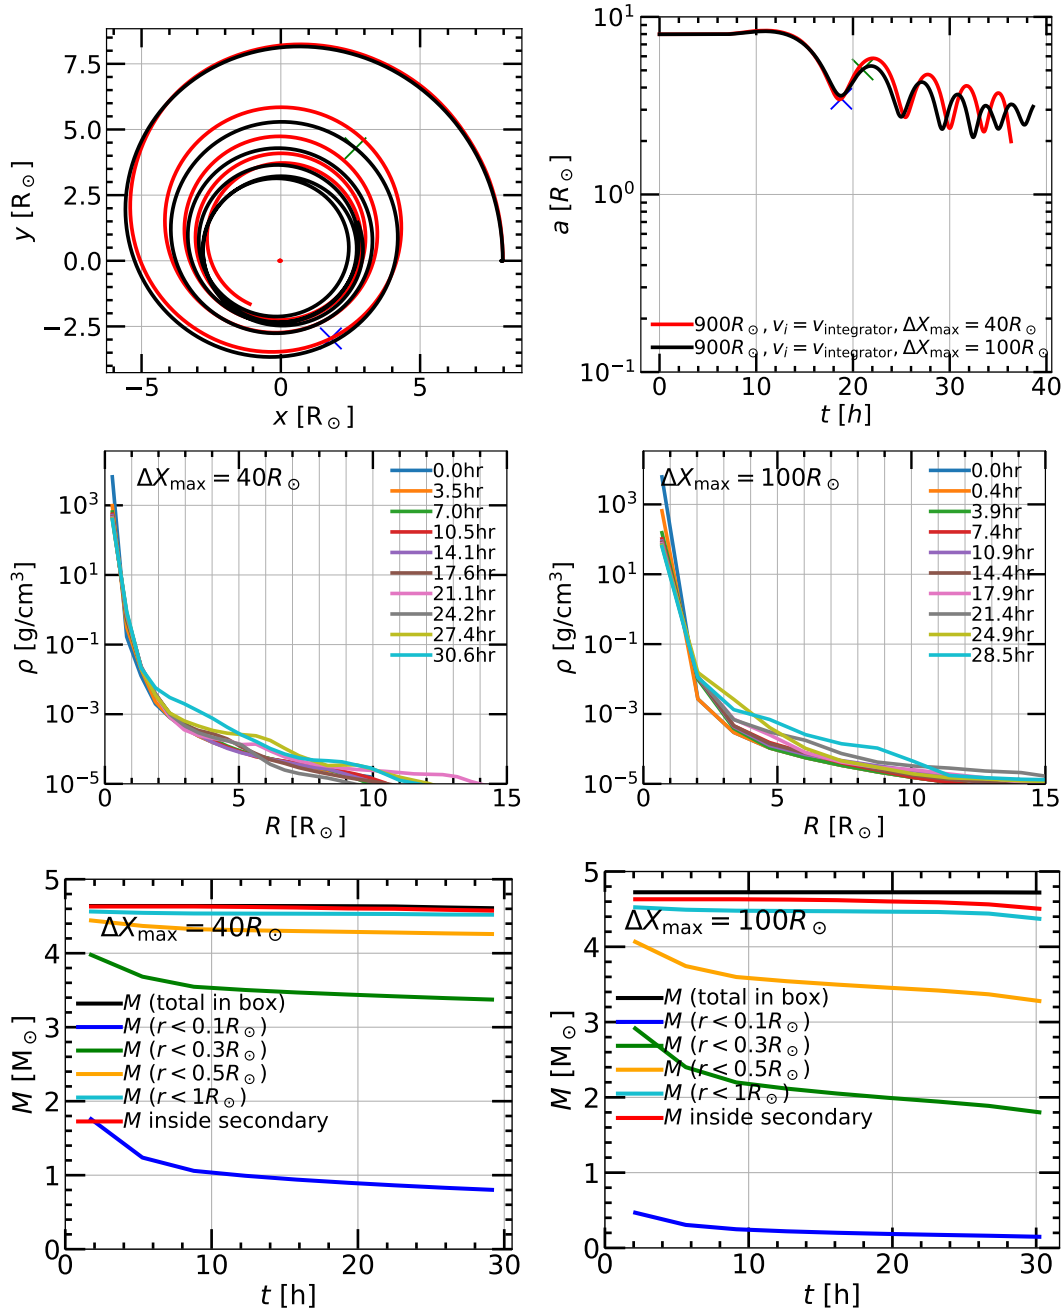 7.5
5.0
2.5
0.0
−2.5
−5
0
5
y [R⊙]
x [R⊙]
10¹
10⁰
10⁻¹
0
10
20
30
40
a [R⊙]
t [h]
900R⊙, vᵢ = v_integrator, ΔX_max = 40R⊙
900R⊙, vᵢ = v_integrator, ΔX_max = 100R⊙
ΔX_max = 40R⊙
0.0hr
3.5hr
7.0hr
10.5hr
14.1hr
17.6hr
21.1hr
24.2hr
27.4hr
30.6hr
10³
10¹
10⁻¹
10⁻³
10⁻⁵
0
5
10
15
ρ [g/cm³]
R [R⊙]
ΔX_max = 100R⊙
0.0hr
0.4hr
3.9hr
7.4hr
10.9hr
14.4hr
17.9hr
21.4hr
24.9hr
28.5hr
10³
10¹
10⁻¹
10⁻³
10⁻⁵
0
5
10
15
ρ [g/cm³]
R [R⊙]
ΔX_max = 40R⊙
M (total in box)
M (r < 0.1R⊙)
M (r < 0.3R⊙)
M (r < 0.5R⊙)
M (r < 1R⊙)
M inside secondary
5
4
3
2
1
0
0
10
20
30
M [M⊙]
t [h]
ΔX_max = 100R⊙
M (total in box)
M (r < 0.1R⊙)
M (r < 0.3R⊙)
M (r < 0.5R⊙)
M (r < 1R⊙)
M inside secondary
5
4
3
2
1
0
0
10
20
30
M [M⊙]
t [h]